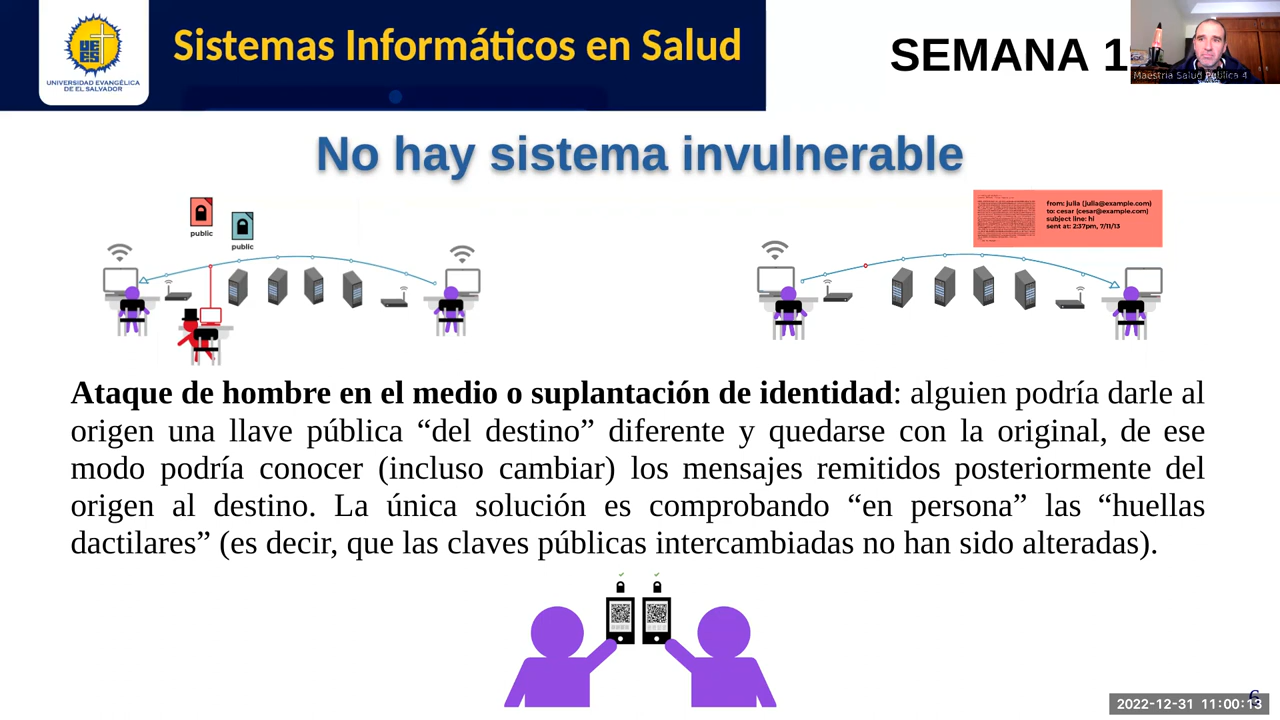 UEES
UNIVERSIDAD EVANGÉLICA
DE EL SALVADOR
Sistemas Informáticos en Salud
SEMANA 1
Maestría Salud Pública 4
No hay sistema invulnerable
public
public
from: julia (julia@example.com)
to: cesar (cesar@example.com)
subject line: hi
sent at: 2:37pm, 7/11/13
Ataque de hombre en el medio o suplantación de identidad: alguien podría darle al
origen una llave pública “del destino” diferente y quedarse con la original, de ese
modo podría conocer (incluso cambiar) los mensajes remitidos posteriormente del
origen al destino. La única solución es comprobando “en persona” las “huellas
dactilares” (es decir, que las claves públicas intercambiadas no han sido alteradas).
6
2022-12-31 11:00:13